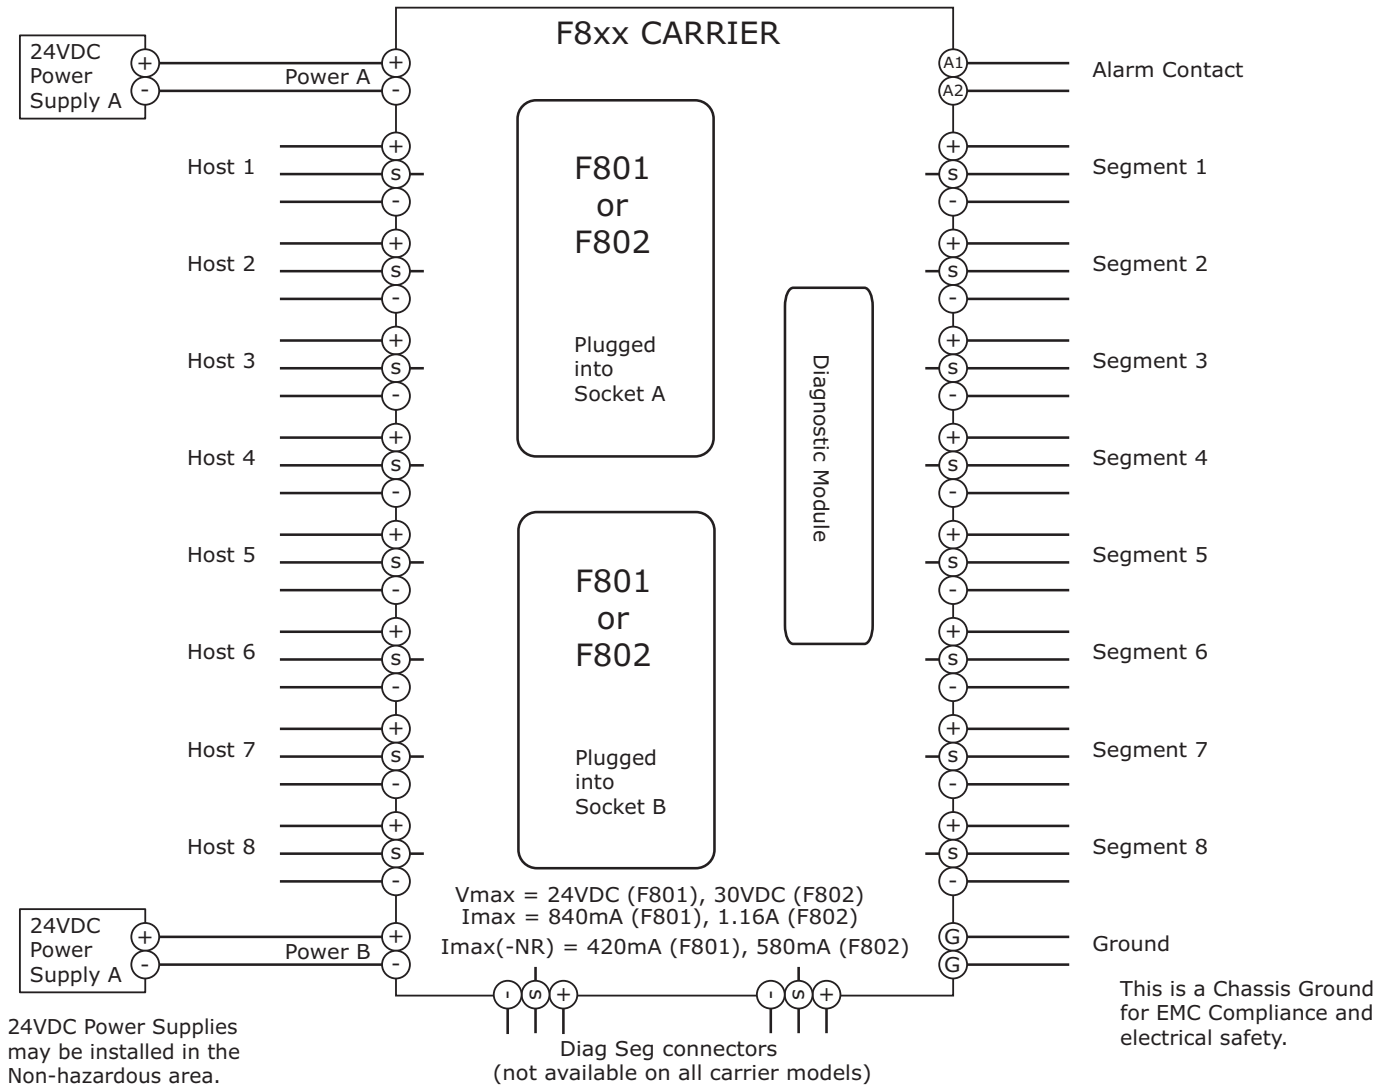 F8xx CARRIER
24VDC
Power
Supply A
+
-
Power A
+
-
A1
A2
Alarm Contact
Host 1
+
S
-
+
S
-
Segment 1
Host 2
+
S
-
+
S
-
Segment 2
Host 3
+
S
-
+
S
-
Segment 3
Host 4
+
S
-
+
S
-
Segment 4
Host 5
+
S
-
+
S
-
Segment 5
Host 6
+
S
-
+
S
-
Segment 6
Host 7
+
S
-
+
S
-
Segment 7
Host 8
+
S
-
+
S
-
Segment 8
F801
or
F802
Plugged
into
Socket A
Diagnostic Module
F801
or
F802
Plugged
into
Socket B
Vmax = 24VDC (F801), 30VDC (F802)
Imax = 840mA (F801), 1.16A (F802)
Imax(-NR) = 420mA (F801), 580mA (F802)
24VDC
Power
Supply A
+
-
Power B
+
-
G
G
Ground
- S +
- S +
Diag Seg connectors
(not available on all carrier models)
24VDC Power Supplies
may be installed in the
Non-hazardous area.
This is a Chassis Ground
for EMC Compliance and
electrical safety.